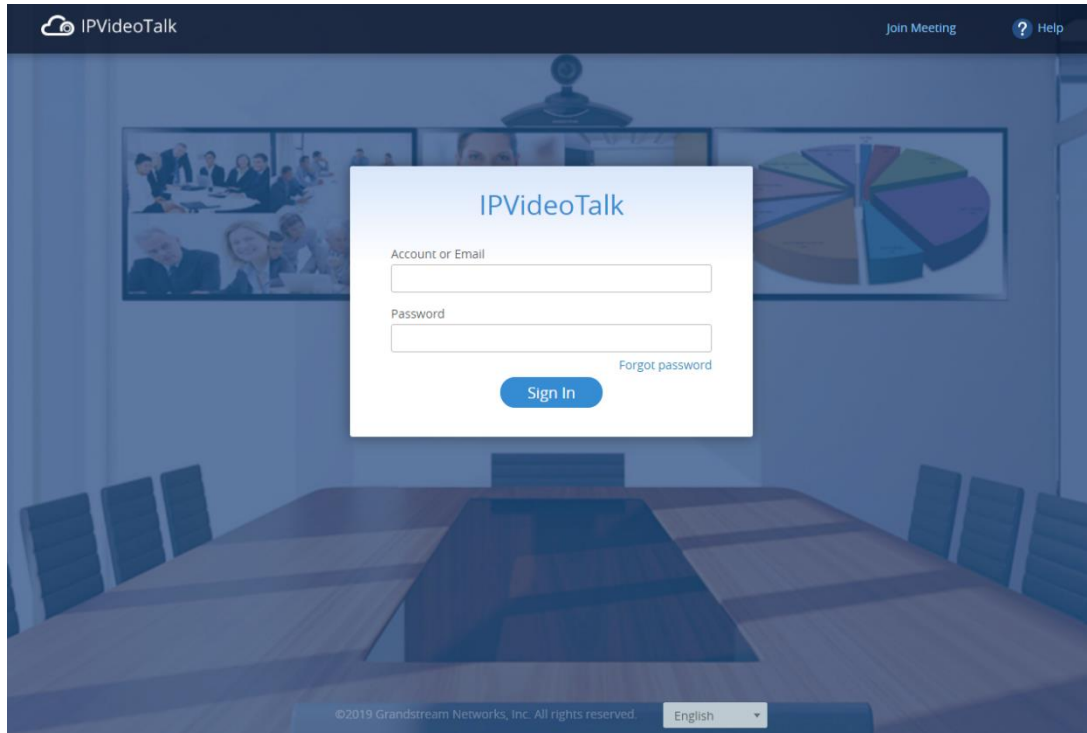 IPVideoTalk
Join Meeting
? Help
IPVideoTalk
Account or Email
Password
Forgot password
Sign In
©2019 Grandstream Networks, Inc. All rights reserved.
English